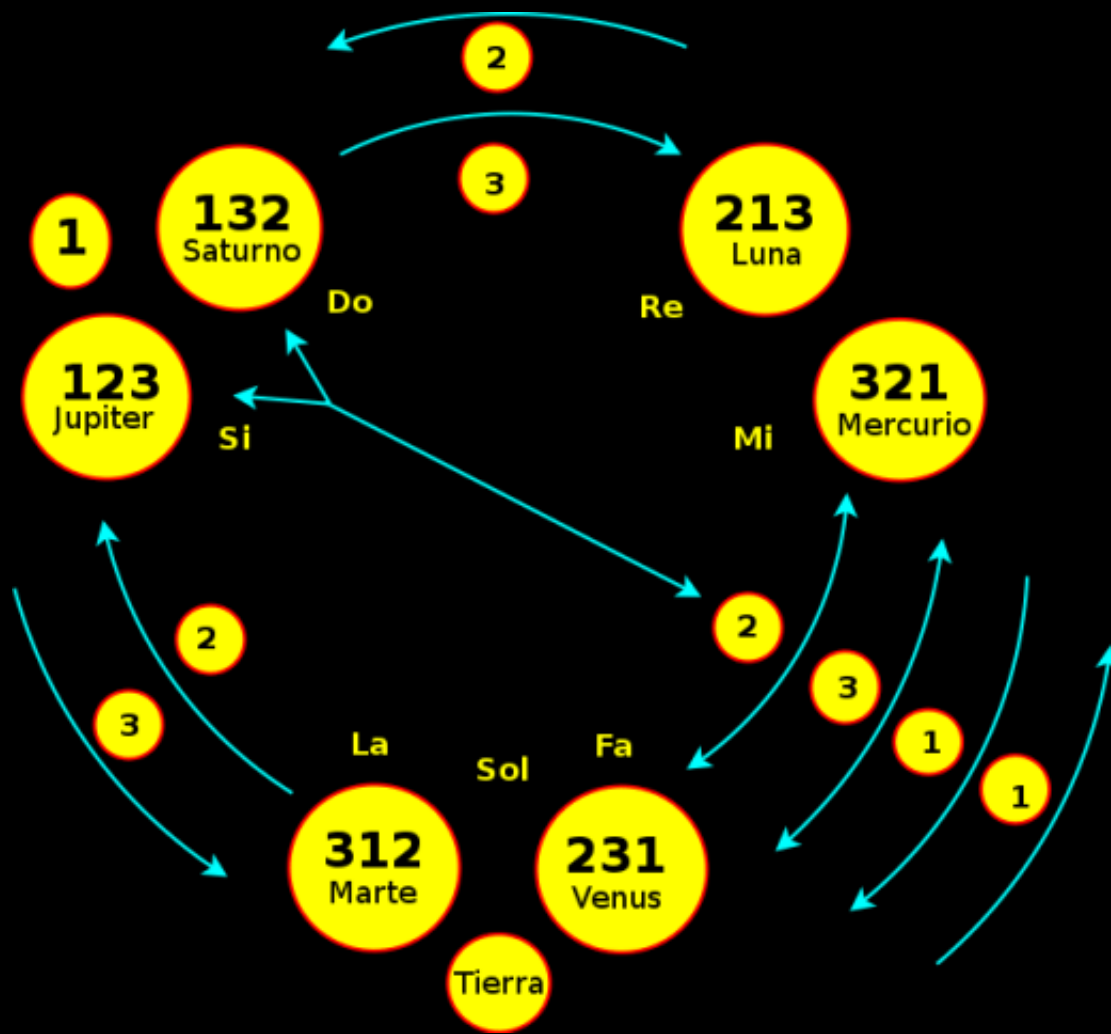 2
3
132
Saturno
213
Luna
1
Do
Re
123
Jupiter
321
Mercurio
Si
Mi
2
2
3
3
1
1
La
Sol
Fa
312
Marte
231
Venus
Tierra